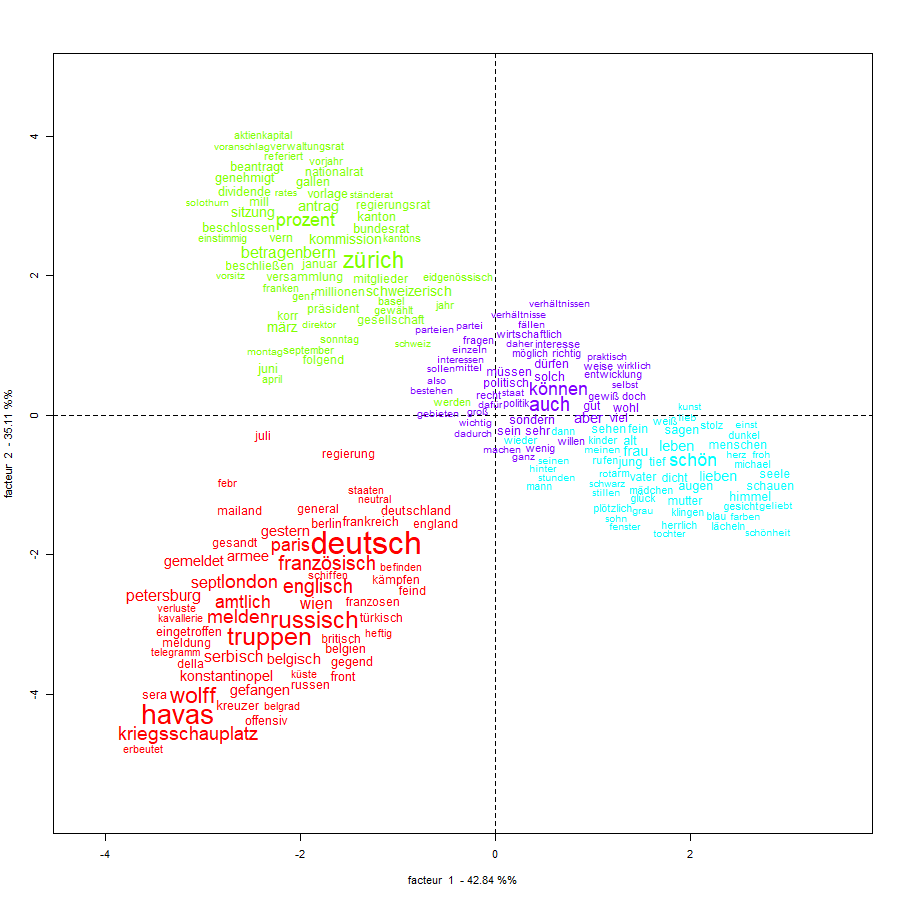 aktienkapital
voranschlag verwaltungsrat
referiert
beantragt vorjahr
genehmigt nationalrat
gallen
dividende rates vorlage ständerat
solothurn mill
antrag regierungsrat
sitzung prozent kanton
beschlossen bundesrat
einstimmig vern kommission kantons
betragen bern zürich
beschließen januar
vorsitz versammlung mitglieder eidgenössisch
franken millionen schweizerisch
genf basel
präsident gewählt jahr
korr gesellschaft
märz direktor
sonntag schweiz
montag september
folgend
juni
april
werden
verhältnissen
verhältnisse
parteien partei fällen
fragen wirtschaftlich
einzeln daher interesse
möglich richtig
interessen praktisch
sollen mittel müssen dürfen weise wirklich
also solch entwicklung
politisch selbst
bestehen recht staat können gewiß doch
dafür politik auch gut wohl
gebieten groß
wichtig sondern aber viel
dadurch sein sehr
machen wenig willen
ganz
kunst
lieb
weiß stolz einst
dann sehen fein sagen dunkel
wieder kinder alt leben menschen
meinen frau herz froh
seinen rufen jung tief schön michael
hinter rot arm
stunden vater dicht lieben seele
mann schwarz mädchen augen schauen
stillen glück mutter himmel
plötzlich grau gesicht geliebt
sohn klingen blau farben
fenster herrlich lächeln
tochter schönheit
juli
regierung
febr staaten
neutral
mailand general deutschland
berlin frankreich england
gestern
gesandt paris deutsch
gemeldet armee französisch befinden
schiffen
sept london englisch kämpfen
petersburg feind
verluste amtlich wien franzosen
kavallerie melden russisch türkisch
eingetroffen truppen heftig
meldung britisch
telegramm belgien
della serbisch belgisch gegend
konstantinopel küste front
russen
sera wolff gefangen
kreuzer belgrad
havas offensiv
kriegsschauplatz
erbeutet
4
2
0
-2
-4
facteur 2 - 35.1 %%
-4 -2 0 2
facteur 1 - 42.84 %%